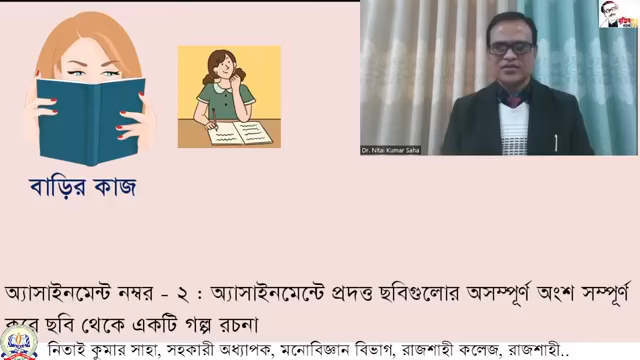 Dr. Nitai Kumar Saha
বাড়ির কাজ
অ্যাসাইনমেন্ট নম্বর - ২ : অ্যাসাইনমেন্টে প্রদত্ত ছবিগুলোর অসম্পূর্ণ অংশ সম্পূর্ণ
করে ছবি থেকে একটি গল্প রচনা
নিতাই কুমার সাহা, সহকারী অধ্যাপক, মনোবিজ্ঞান বিভাগ, রাজশাহী কলেজ, রাজশাহী..